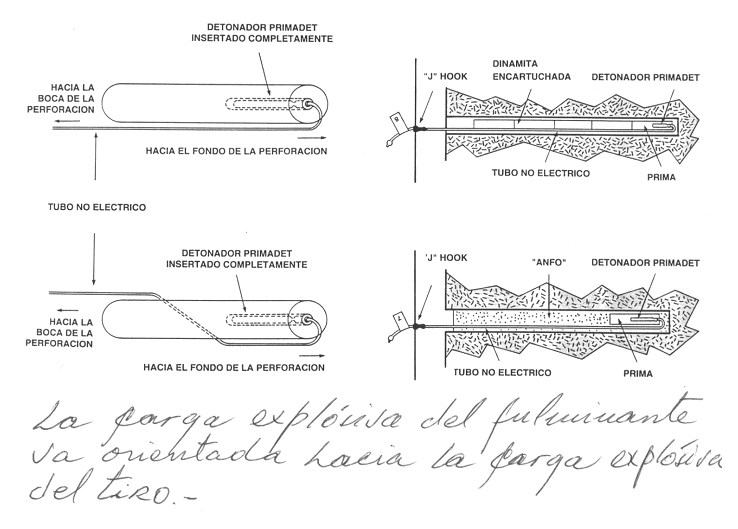 DETONADOR PRIMADET
INSERTADO COMPLETAMENTE
HACIA LA
BOCA DE LA
PERFORACION
HACIA EL FONDO DE LA PERFORACION
TUBO NO ELECTRICO
DETONADOR PRIMADET
INSERTADO COMPLETAMENTE
HACIA LA
BOCA DE LA
PERFORACION
HACIA EL FONDO DE LA PERFORACION
"J" HOOK
DINAMITA
ENCARTUCHADA
DETONADOR PRIMADET
TUBO NO ELECTRICO
PRIMA
"J" HOOK
"ANFO"
DETONADOR PRIMADET
TUBO NO ELECTRICO
PRIMA
La carga explósiva del fulminante
va orientada hacia la carga explósiva
del tiro.-